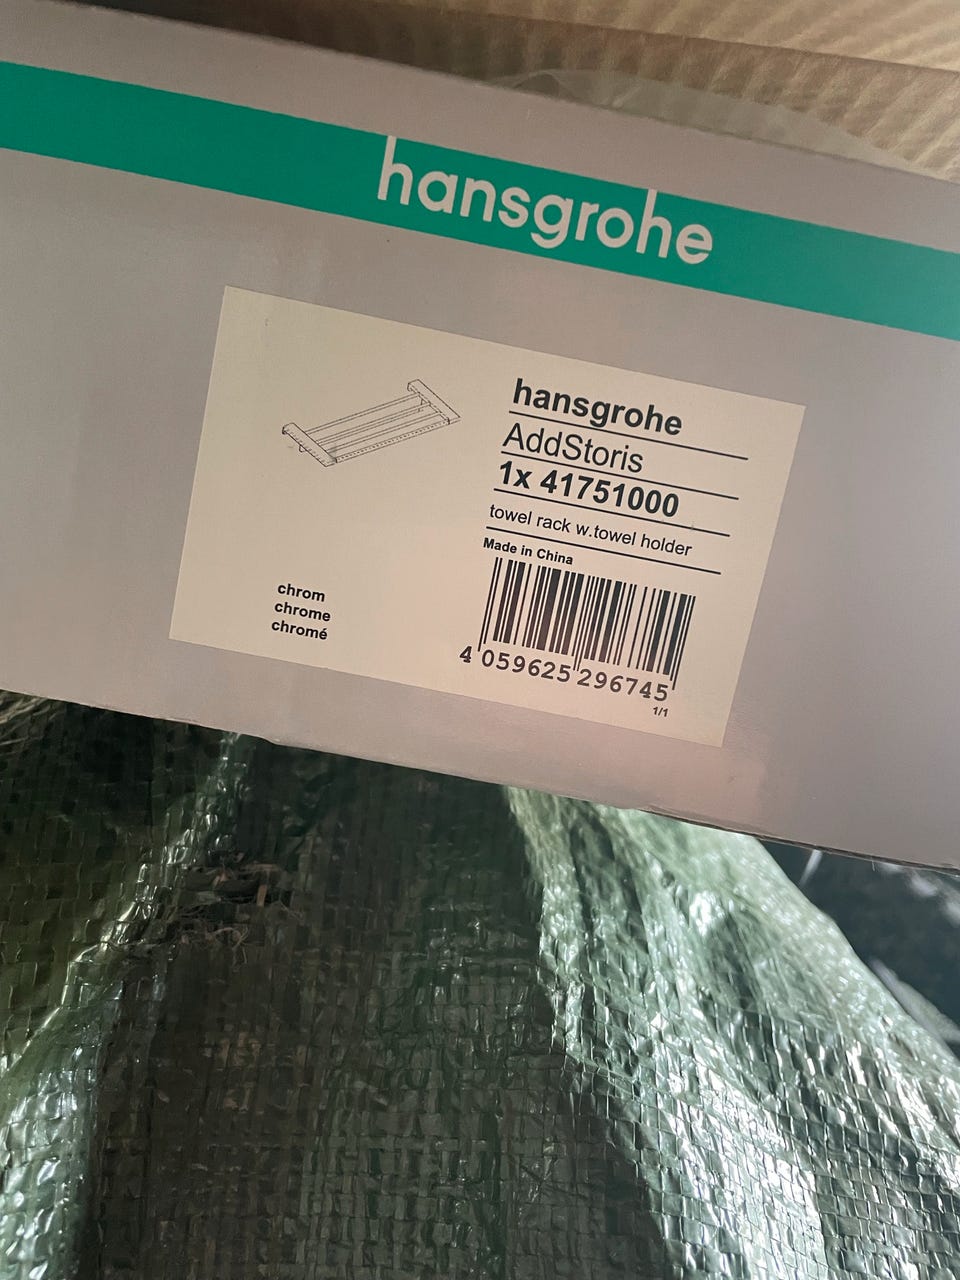 hansgrohe
hansgrohe
AddStoris
1x 41751000
towel rack w.towel holder
Made in China
chrom
chrome
chromé
4 059625 296745
1/1